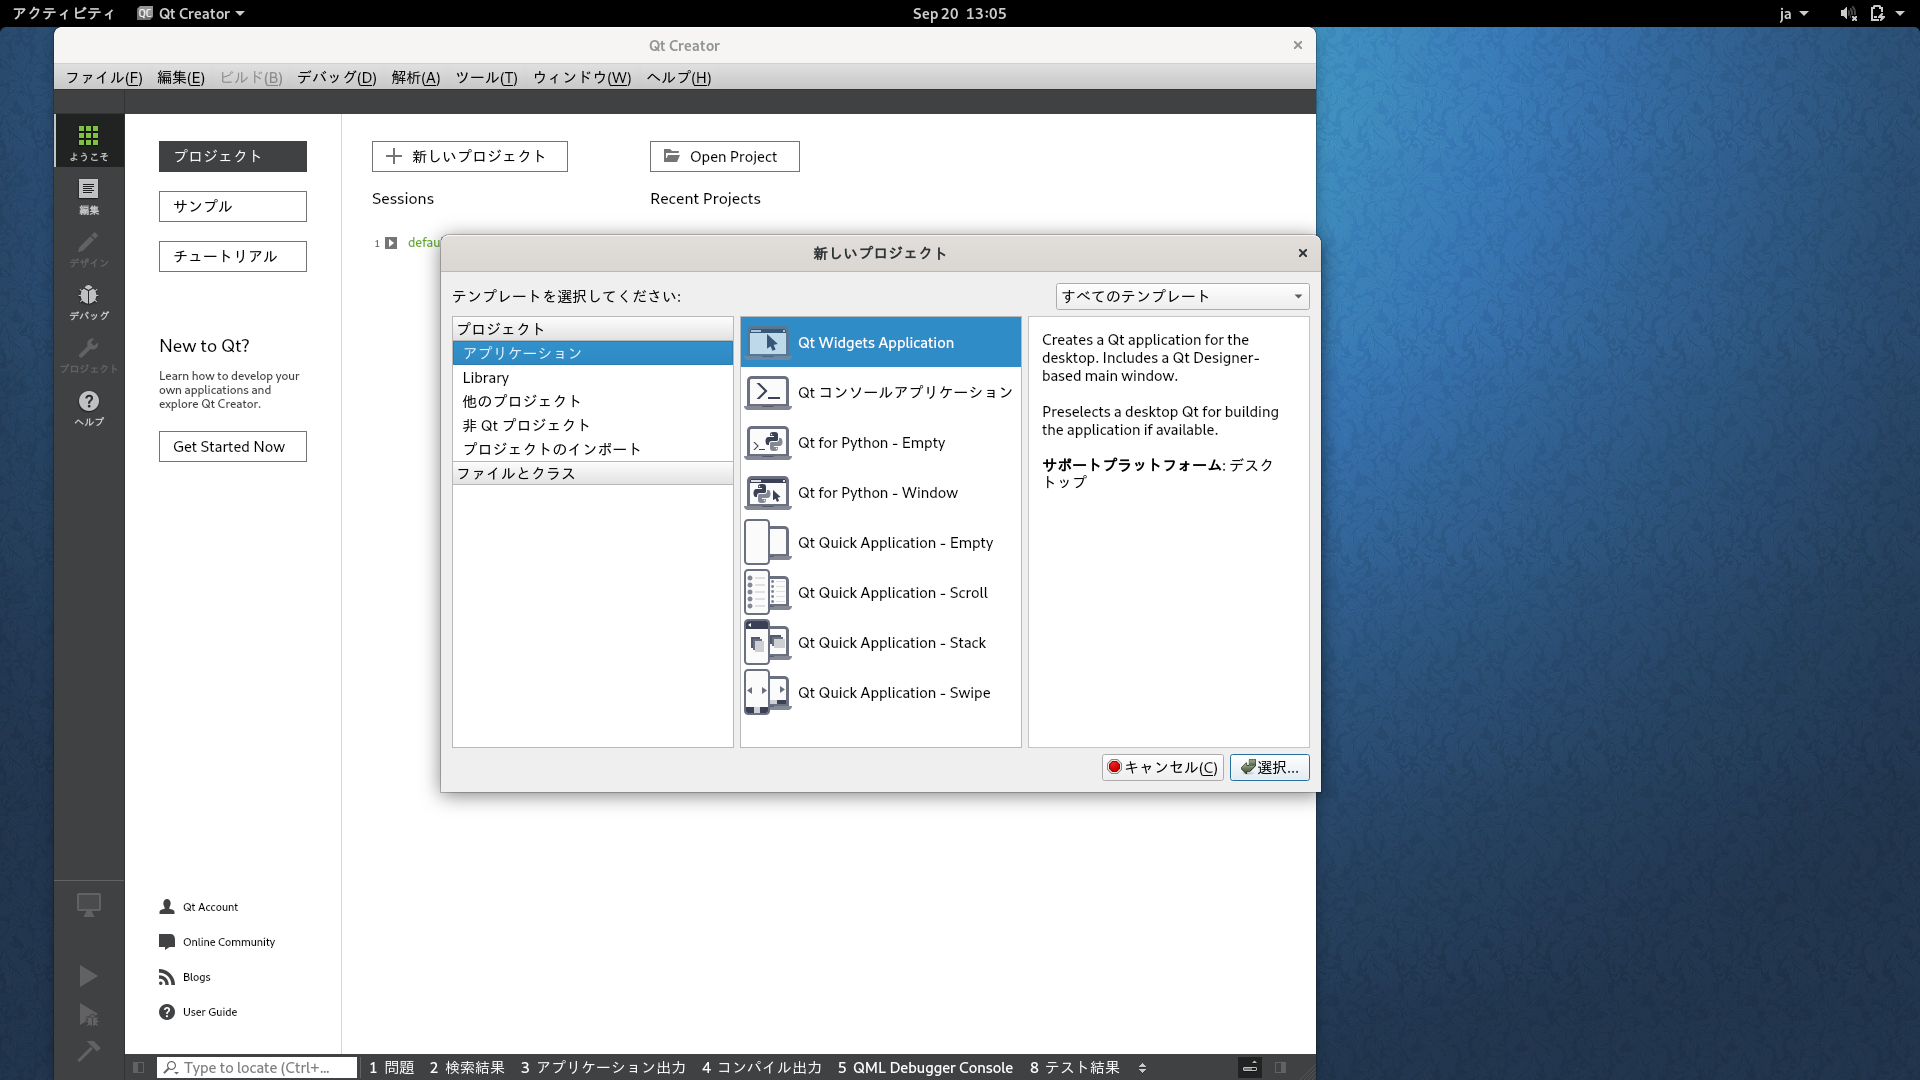 アクティビティ
Qt Creator
Sep 20 13:05
ja
Qt Creator
ファイル(F) 編集(E) ビルド(B) デバッグ(D) 解析(A) ツール(T) ウィンドウ(W) ヘルプ(H)
ようこそ
編集
デザイン
デバッグ
プロジェクト
ヘルプ
プロジェクト
サンプル
チュートリアル
New to Qt?
Learn how to develop your
own applications and
explore Qt Creator.
Get Started Now
Qt Account
Online Community
Blogs
User Guide
新しいプロジェクト
Open Project
Sessions
Recent Projects
1 defau
新しいプロジェクト
テンプレートを選択してください:
すべてのテンプレート
プロジェクト
アプリケーション
Library
他のプロジェクト
非 Qt プロジェクト
プロジェクトのインポート
ファイルとクラス
Qt Widgets Application
Qt コンソールアプリケーション
Qt for Python - Empty
Qt for Python - Window
Qt Quick Application - Empty
Qt Quick Application - Scroll
Qt Quick Application - Stack
Qt Quick Application - Swipe
Creates a Qt application for the
desktop. Includes a Qt Designer-
based main window.
Preselects a desktop Qt for building
the application if available.
サポートプラットフォーム: デスク
トップ
キャンセル(C)
選択...
Type to locate (Ctrl+...
1 問題 2 検索結果 3 アプリケーション出力 4 コンパイル出力 5 QML Debugger Console 8 テスト結果